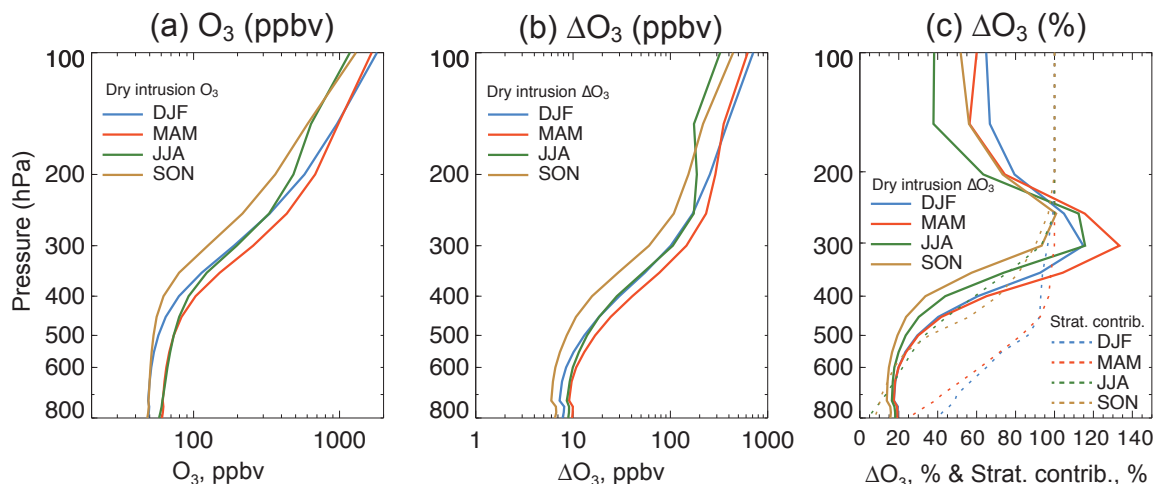 (a) O₃ (ppbv)
Pressure (hPa)
100
200
300
400
500
600
800
Dry intrusion O₃
DJF
MAM
JJA
SON
100 1000
O₃, ppbv
(b) ΔO₃ (ppbv)
100
200
300
400
500
600
800
Dry intrusion ΔO₃
DJF
MAM
JJA
SON
1 10 100 1000
ΔO₃, ppbv
(c) ΔO₃ (%)
100
200
300
400
500
600
800
Dry intrusion ΔO₃
DJF
MAM
JJA
SON
Strat. contrib.
DJF
MAM
JJA
SON
0 20 40 60 80 100 120 140
ΔO₃, % & Strat. contrib., %